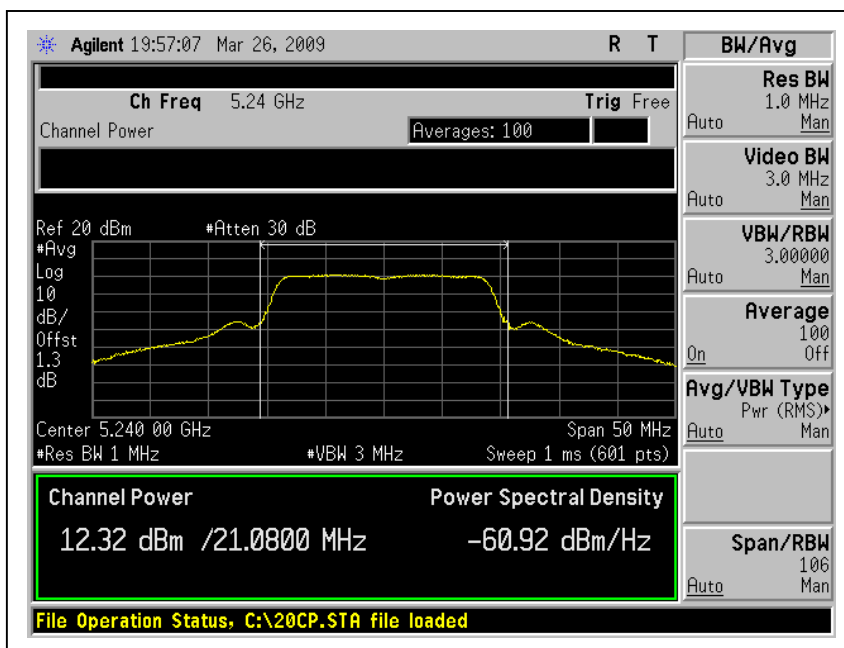 Agilent 19:57:07 Mar 26, 2009 R T
Ch Freq 5.24 GHz Trig Free
Channel Power Averages: 100
Ref 20 dBm #Atten 30 dB
#Avg
Log
10
dB/
Offst
1.3
dB
Center 5.240 00 GHz Span 50 MHz
#Res BW 1 MHz #VBW 3 MHz Sweep 1 ms (601 pts)
Channel Power Power Spectral Density
12.32 dBm /21.0800 MHz -60.92 dBm/Hz
File Operation Status, C:\20CP.STA file loaded
BW/Avg
Res BW
1.0 MHz
Auto Man
Video BW
3.0 MHz
Auto Man
VBW/RBW
3.00000
Auto Man
Average
100
On Off
Avg/VBW Type
Pwr (RMS)
Auto Man
Span/RBW
106
Auto Man